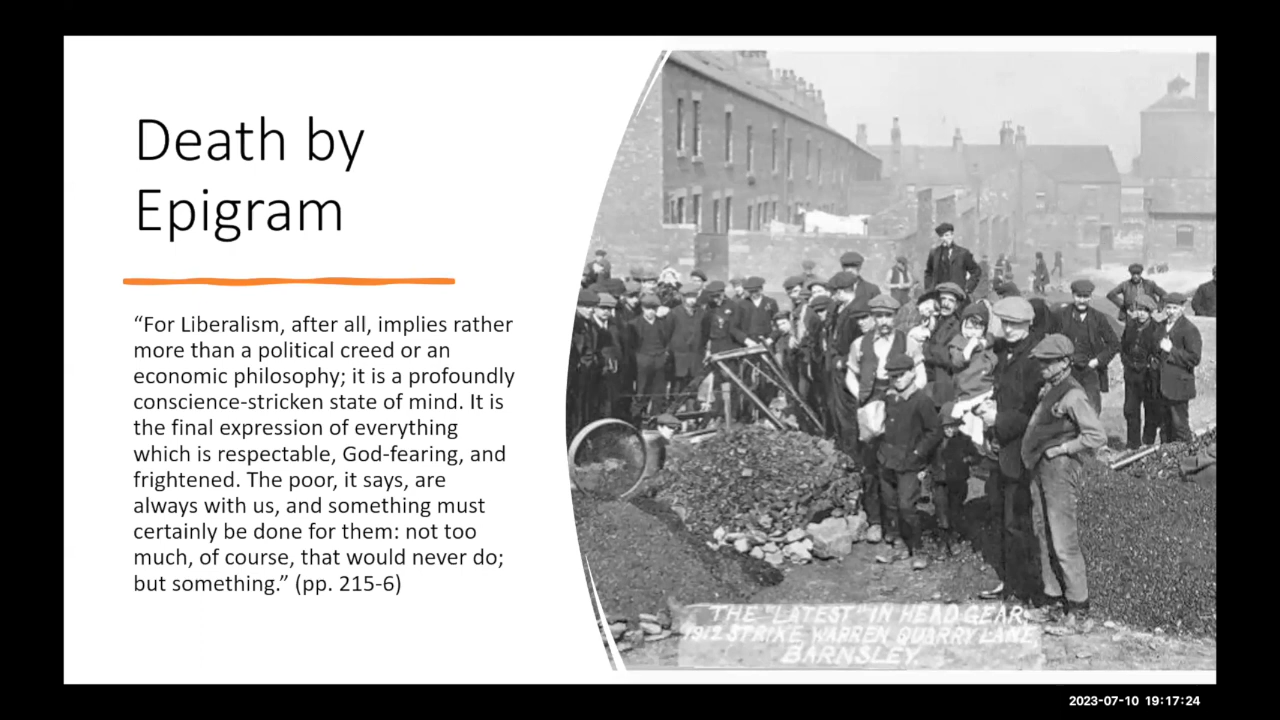 Death by
Epigram
“For Liberalism, after all, implies rather
more than a political creed or an
economic philosophy; it is a profoundly
conscience-stricken state of mind. It is
the final expression of everything
which is respectable, God-fearing, and
frightened. The poor, it says, are
always with us, and something must
certainly be done for them: not too
much, of course, that would never do;
but something.” (pp. 215-6)
THE "LATEST" IN HEAD GEAR,
1912 STRIKE WARREN QUARRY LANE
BARNSLEY.
2023-07-10 19:17:24